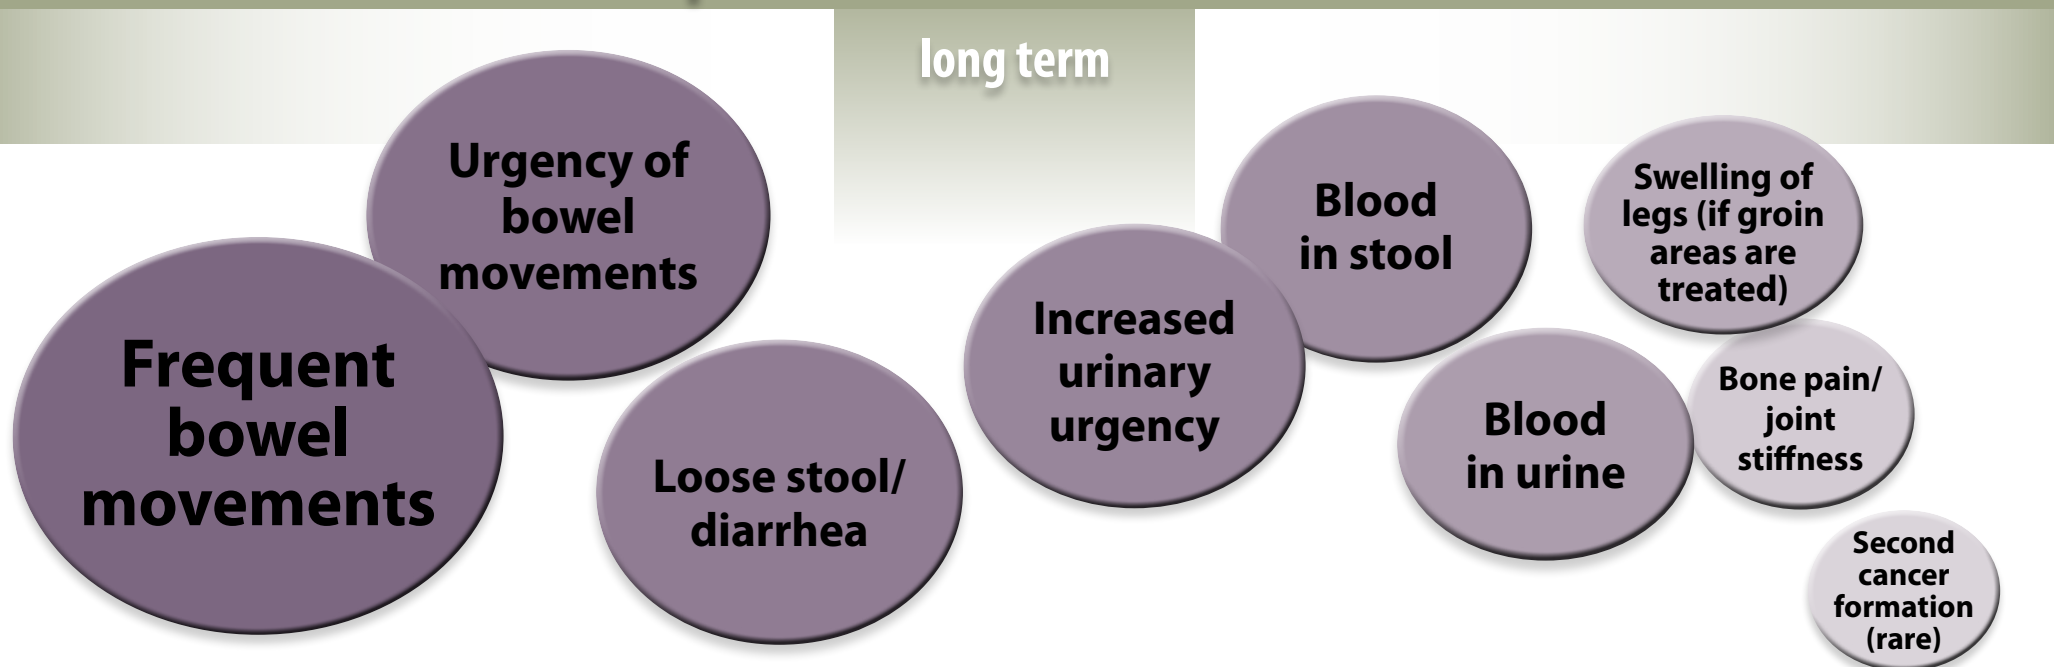 long term
Urgency of
bowel
movements
Frequent
bowel
movements
Loose stool/
diarrhea
Increased
urinary
urgency
Blood
in stool
Blood
in urine
Swelling of
legs (if groin
areas are
treated)
Bone pain/
joint
stiffness
Second
cancer
formation
(rare)